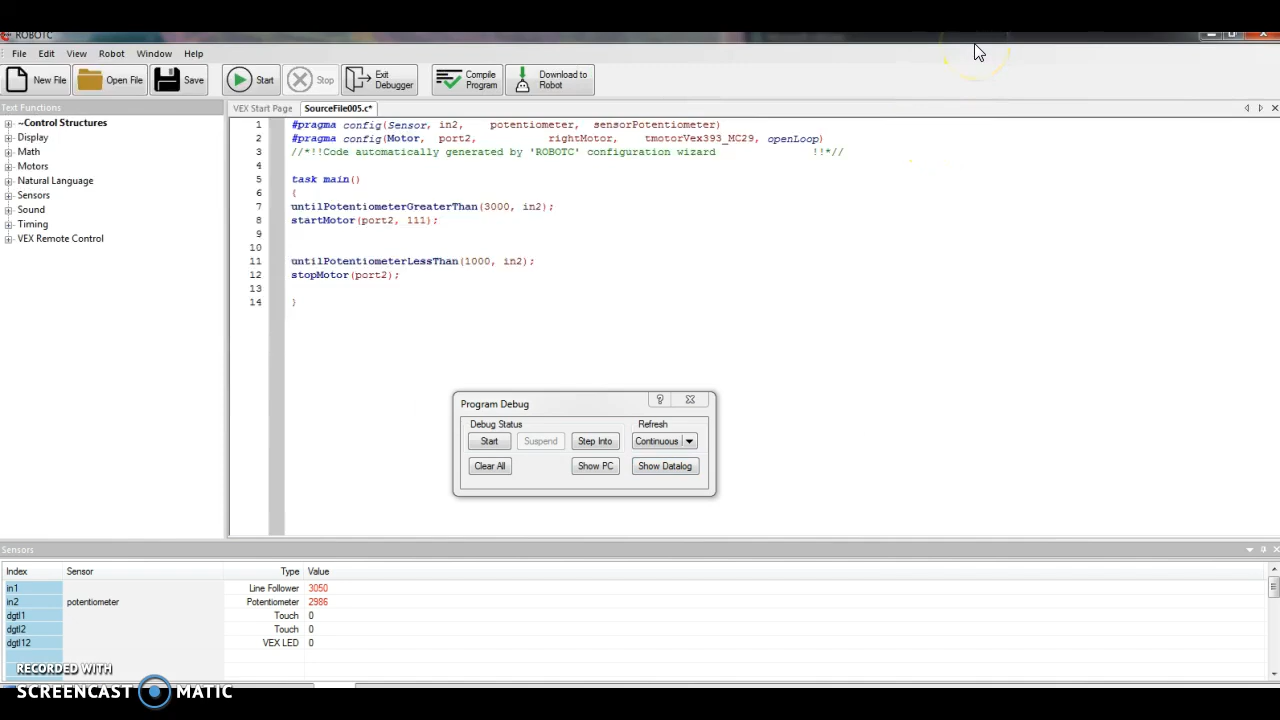 ROBOTC
File Edit View Robot Window Help
New File Open File Save Start Stop Exit Debugger Compile Program Download to Robot
Text Functions
VEX Start Page SourceFile005.c*
~Control Structures
Display
Math
Motors
Natural Language
Sensors
Sound
Timing
VEX Remote Control
1 #pragma config(Sensor, in2, potentiometer, sensorPotentiometer)
2 #pragma config(Motor, port2, rightMotor, tmotorVex393_MC29, openLoop)
3 //*!!Code automatically generated by 'ROBOTC' configuration wizard !!*//
4
5 task main()
6 {
7 untilPotentiometerGreaterThan(3000, in2);
8 startMotor(port2, 111);
9
10
11 untilPotentiometerLessThan(1000, in2);
12 stopMotor(port2);
13
14 }
Program Debug
Debug Status Refresh
Start Suspend Step Into Continuous
Clear All Show PC Show Datalog
Sensors
Index Sensor Type Value
in1 Line Follower 3050
in2 potentiometer Potentiometer 2986
dgtl1 Touch 0
dgtl2 Touch 0
dgtl12 VEX LED 0
RECORDED WITH
SCREENCAST MATIC